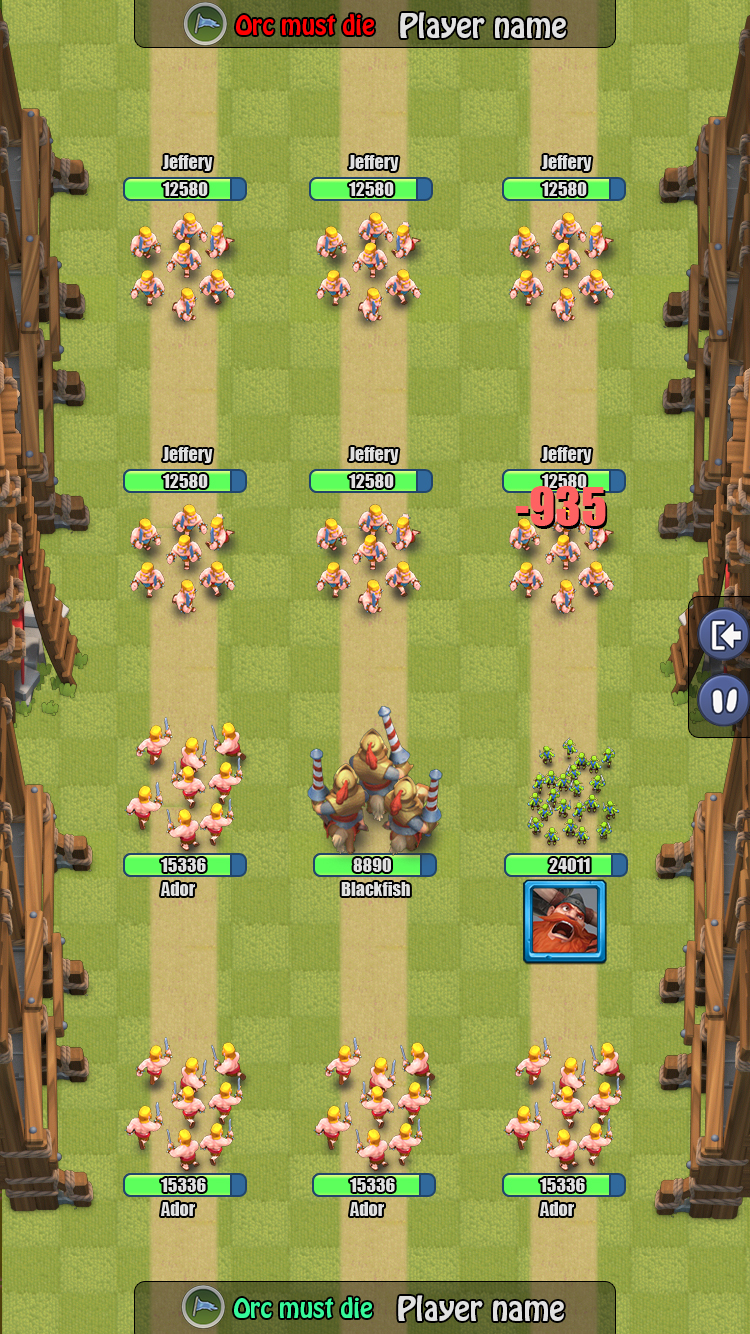 Orc must die Player name
Jeffery Jeffery Jeffery
12580 12580 12580
Jeffery Jeffery Jeffery
12580 12580 12580
-935
15336 8890 24011
Ador Blackfish
15336 15336 15336
Ador Ador Ador
Orc must die Player name